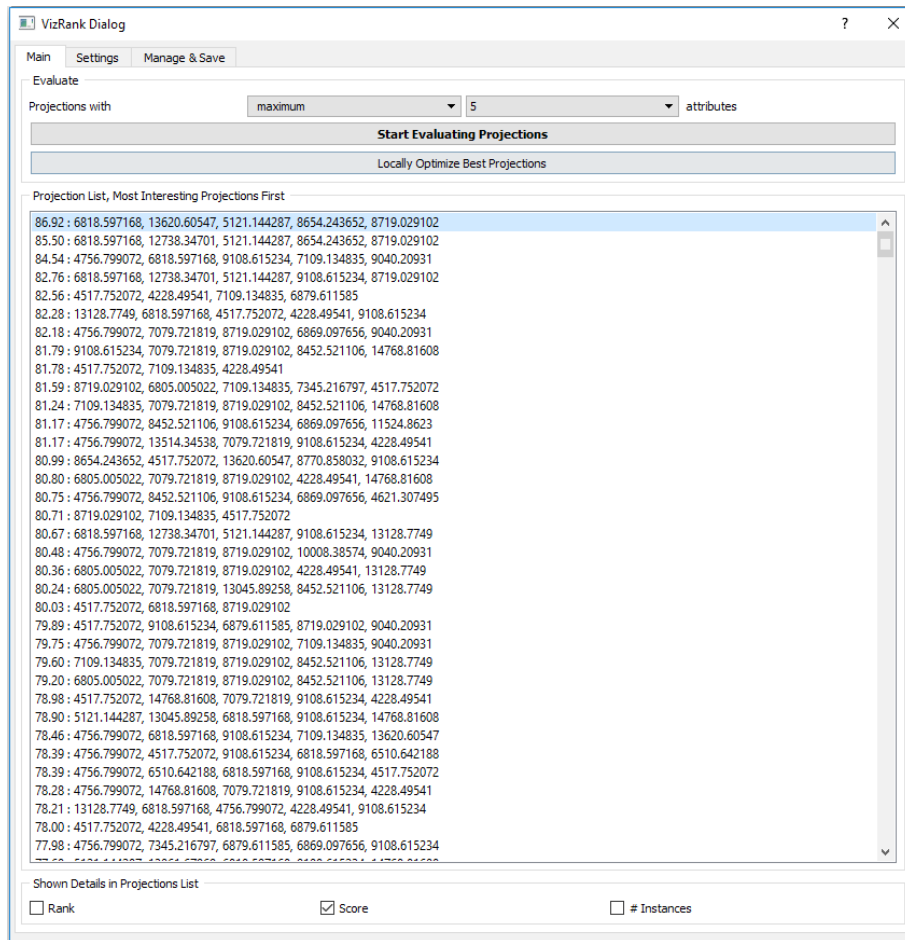 VizRank Dialog ? ×
Main Settings Manage & Save
Evaluate
Projections with maximum 5 attributes
Start Evaluating Projections
Locally Optimize Best Projections
Projection List, Most Interesting Projections First
86.92 : 6818.597168, 13620.60547, 5121.144287, 8654.243652, 8719.029102
85.50 : 6818.597168, 12738.34701, 5121.144287, 8654.243652, 8719.029102
84.54 : 4756.799072, 6818.597168, 9108.615234, 7109.134835, 9040.20931
82.76 : 6818.597168, 12738.34701, 5121.144287, 9108.615234, 8719.029102
82.56 : 4517.752072, 4228.49541, 7109.134835, 6879.611585
82.28 : 13128.7749, 6818.597168, 4517.752072, 4228.49541, 9108.615234
82.18 : 4756.799072, 7079.721819, 8719.029102, 6869.097656, 9040.20931
81.79 : 9108.615234, 7079.721819, 8719.029102, 8452.521106, 14768.81608
81.78 : 4517.752072, 7109.134835, 4228.49541
81.59 : 8719.029102, 6805.005022, 7109.134835, 7345.216797, 4517.752072
81.24 : 7109.134835, 7079.721819, 8719.029102, 8452.521106, 14768.81608
81.17 : 4756.799072, 8452.521106, 9108.615234, 6869.097656, 11524.8623
81.17 : 4756.799072, 13514.34538, 7079.721819, 9108.615234, 4228.49541
80.99 : 8654.243652, 4517.752072, 13620.60547, 8770.858032, 9108.615234
80.80 : 6805.005022, 7079.721819, 8719.029102, 4228.49541, 14768.81608
80.75 : 4756.799072, 8452.521106, 9108.615234, 6869.097656, 4621.307495
80.71 : 8719.029102, 7109.134835, 4517.752072
80.67 : 6818.597168, 12738.34701, 5121.144287, 9108.615234, 13128.7749
80.48 : 4756.799072, 7079.721819, 8719.029102, 10008.38574, 9040.20931
80.36 : 6805.005022, 7079.721819, 8719.029102, 4228.49541, 13128.7749
80.24 : 6805.005022, 7079.721819, 13045.89258, 8452.521106, 13128.7749
80.03 : 4517.752072, 6818.597168, 8719.029102
79.89 : 4517.752072, 9108.615234, 6879.611585, 8719.029102, 9040.20931
79.75 : 4756.799072, 7079.721819, 8719.029102, 7109.134835, 9040.20931
79.60 : 7109.134835, 7079.721819, 8719.029102, 8452.521106, 13128.7749
79.20 : 6805.005022, 7079.721819, 8719.029102, 8452.521106, 13128.7749
78.98 : 4517.752072, 14768.81608, 7079.721819, 9108.615234, 4228.49541
78.90 : 5121.144287, 13045.89258, 6818.597168, 9108.615234, 14768.81608
78.46 : 4756.799072, 6818.597168, 9108.615234, 7109.134835, 13620.60547
78.39 : 4756.799072, 4517.752072, 9108.615234, 6818.597168, 6510.642188
78.39 : 4756.799072, 6510.642188, 6818.597168, 9108.615234, 4517.752072
78.28 : 4756.799072, 14768.81608, 7079.721819, 9108.615234, 4228.49541
78.21 : 13128.7749, 6818.597168, 4756.799072, 4228.49541, 9108.615234
78.00 : 4517.752072, 4228.49541, 6818.597168, 6879.611585
77.98 : 4756.799072, 7345.216797, 6879.611585, 6869.097656, 9108.615234
Shown Details in Projections List
Rank Score # Instances